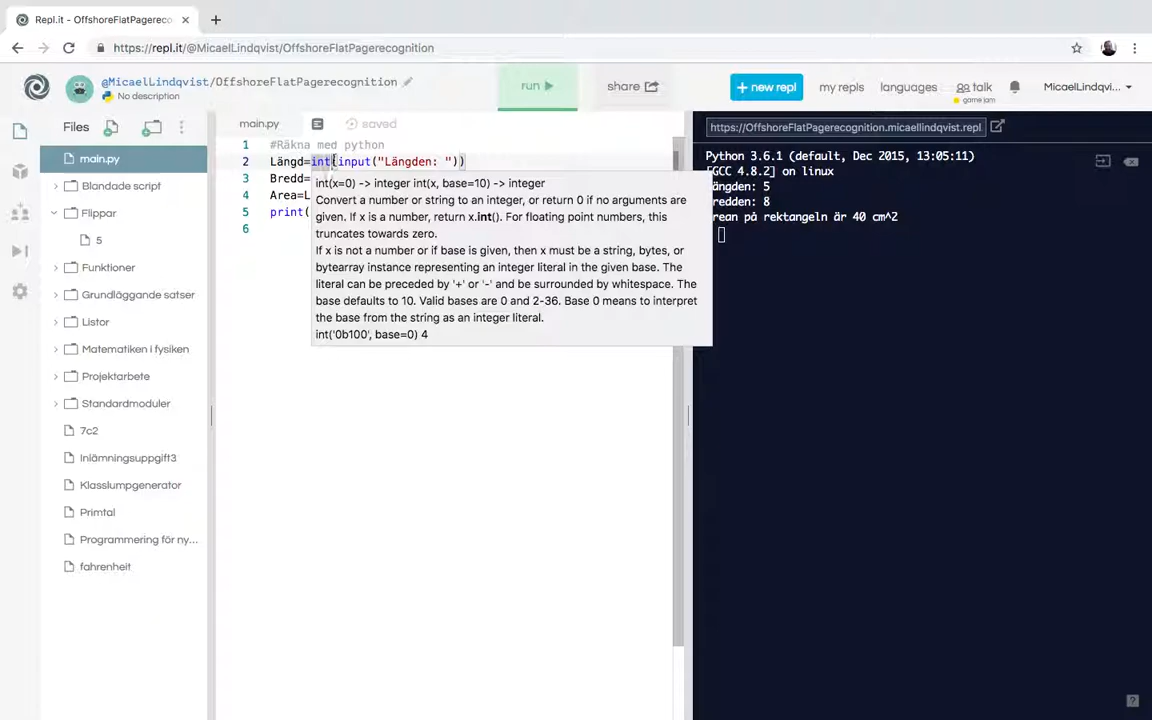 Repl.it - OffshoreFlatPagereco
https://repl.it/@MicaelLindqvist/OffshoreFlatPagerecognition
@MicaelLindqvist/OffshoreFlatPagerecognition
No description
run
share
+ new repl
my repls
languages
talk
game jam
MicaelLindqvi...
Files
main.py
Blandade script
Flippar
5
Funktioner
Grundläggande satser
Listor
Matematiken i fysiken
Projektarbete
Standardmoduler
7c2
Inlämningsuppgift3
Klasslumpgenerator
Primtal
Programmering för ny...
fahrenheit
main.py
saved
1 #Räkna med python
2 Längd=int(input("Längden: "))
3 Bredd=
4 Area=L
5 print(
6
int(x=0) -> integer int(x, base=10) -> integer
Convert a number or string to an integer, or return 0 if no arguments are
given. If x is a number, return x.int(). For floating point numbers, this
truncates towards zero.
If x is not a number or if base is given, then x must be a string, bytes, or
bytearray instance representing an integer literal in the given base. The
literal can be preceded by '+' or '-' and be surrounded by whitespace. The
base defaults to 10. Valid bases are 0 and 2-36. Base 0 means to interpret
the base from the string as an integer literal.
int('0b100', base=0) 4
https://OffshoreFlatPagerecognition.micaellindqvist.repl
Python 3.6.1 (default, Dec 2015, 13:05:11)
[GCC 4.8.2] on linux
ängden: 5
redden: 8
rean på rektangeln är 40 cm^2
?